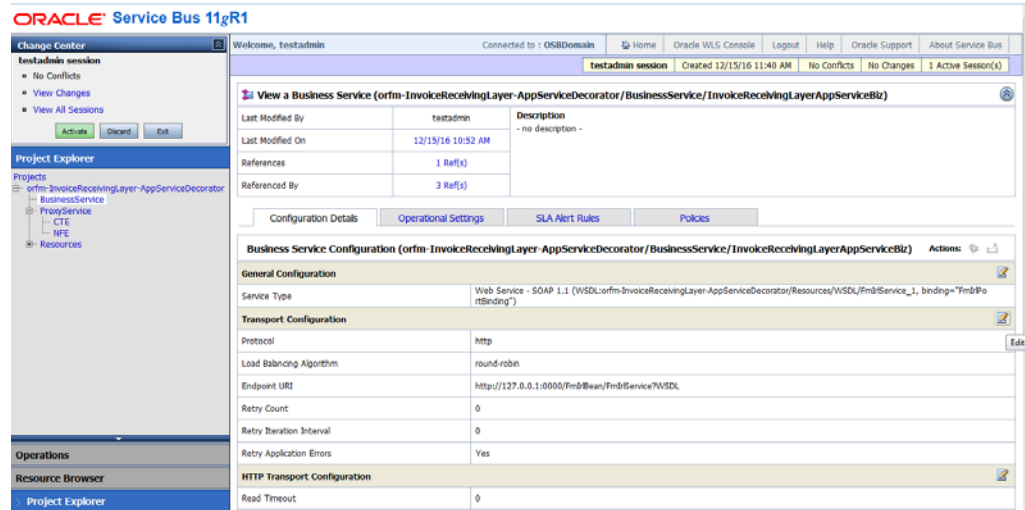 ORACLE Service Bus 11gR1
Change Center
testadmin session
No Conflicts
View Changes
View All Sessions
Activate Discard Exit
Project Explorer
Projects
orfm-InvoiceReceivingLayer-AppServiceDecorator
BusinessService
ProxyService
CTE
NFE
Resources
Operations
Resource Browser
Project Explorer
Welcome, testadmin Connected to : OSBDomain Home Oracle WLS Console Logout Help Oracle Support About Service Bus
testadmin session Created 12/15/16 11:40 AM No Conflicts No Changes 1 Active Session(s)
View a Business Service (orfm-InvoiceReceivingLayer-AppServiceDecorator/BusinessService/InvoiceReceivingLayerAppServiceBiz)
Last Modified By testadmin
Last Modified On 12/15/16 10:52 AM
References 1 Ref(s)
Referenced By 3 Ref(s)
Description
- no description -
Configuration Details Operational Settings SLA Alert Rules Policies
Business Service Configuration (orfm-InvoiceReceivingLayer-AppServiceDecorator/BusinessService/InvoiceReceivingLayerAppServiceBiz) Actions:
General Configuration
Service Type Web Service - SOAP 1.1 (WSDL:orfm-InvoiceReceivingLayer-AppServiceDecorator/Resources/WSDL/FmIrlService_1, binding="FmIrlPo
rtBinding")
Transport Configuration
Protocol http
Edit
Load Balancing Algorithm round-robin
Endpoint URI http://127.0.0.1:0000/FmIrlBean/FmIrlService?WSDL
Retry Count 0
Retry Iteration Interval 0
Retry Application Errors Yes
HTTP Transport Configuration
Read Timeout 0